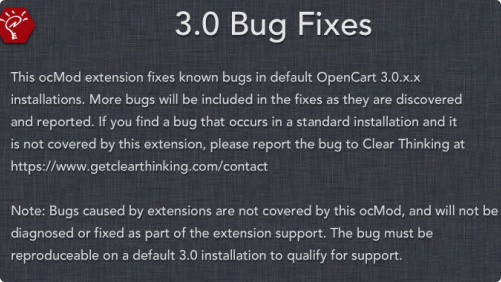 3.0 Bug Fixes
This ocMod extension fixes known bugs in default OpenCart 3.0.x.x
installations. More bugs will be included in the fixes as they are discovered
and reported. If you find a bug that occurs in a standard installation and it
is not covered by this extension, please report the bug to Clear Thinking at
https://www.getclearthinking.com/contact
Note: Bugs caused by extensions are not covered by this ocMod, and will not be
diagnosed or fixed as part of the extension support. The bug must be
reproduceable on a default 3.0 installation to qualify for support.